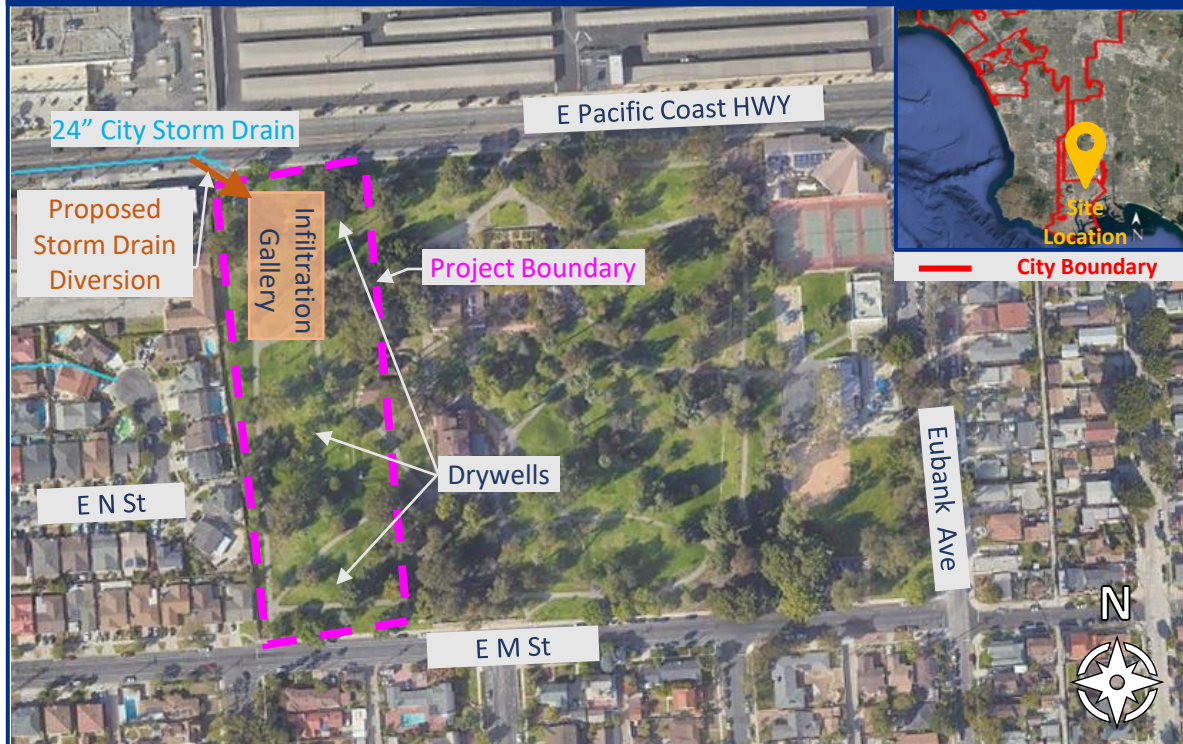 E Pacific Coast HWY
24” City Storm Drain
Proposed
Storm Drain
Diversion
Infiltration
Gallery
Project Boundary
Site
Location
N
City Boundary
Drywells
E N St
Eubank Ave
E M St
N